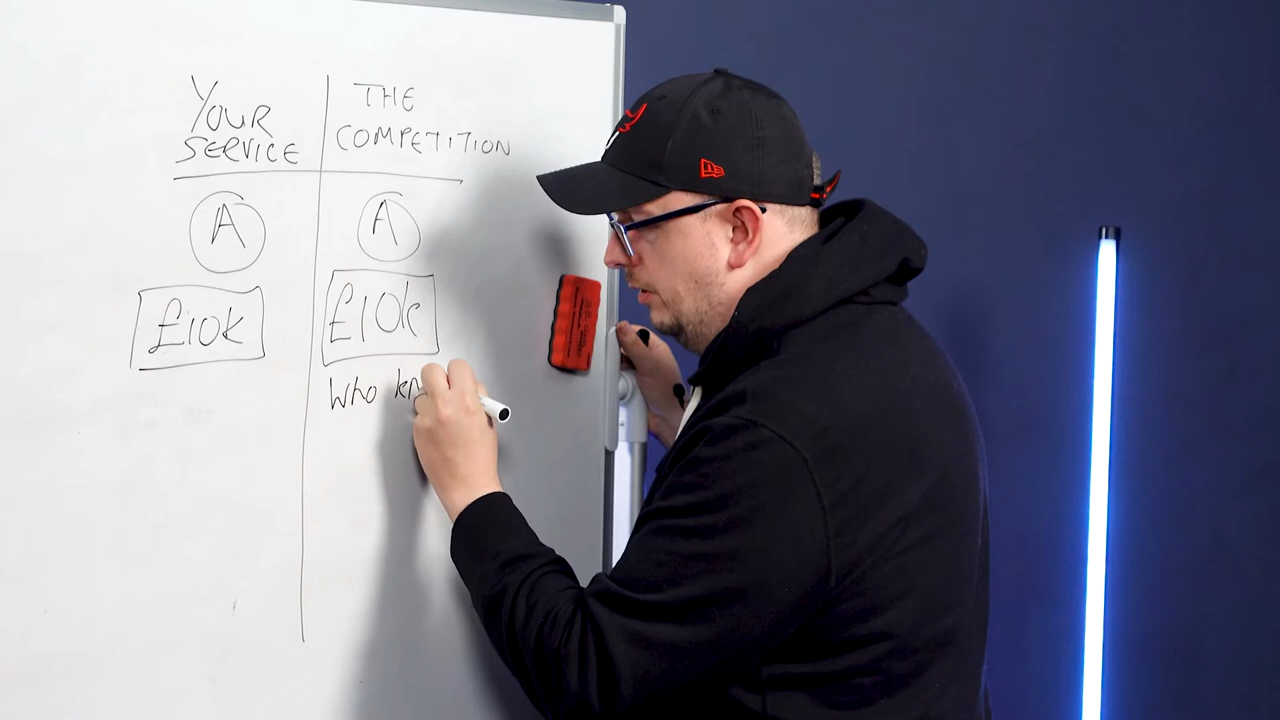 YOUR
SERVICE
THE
COMPETITION
A
A
£10k
£10k
Who kn